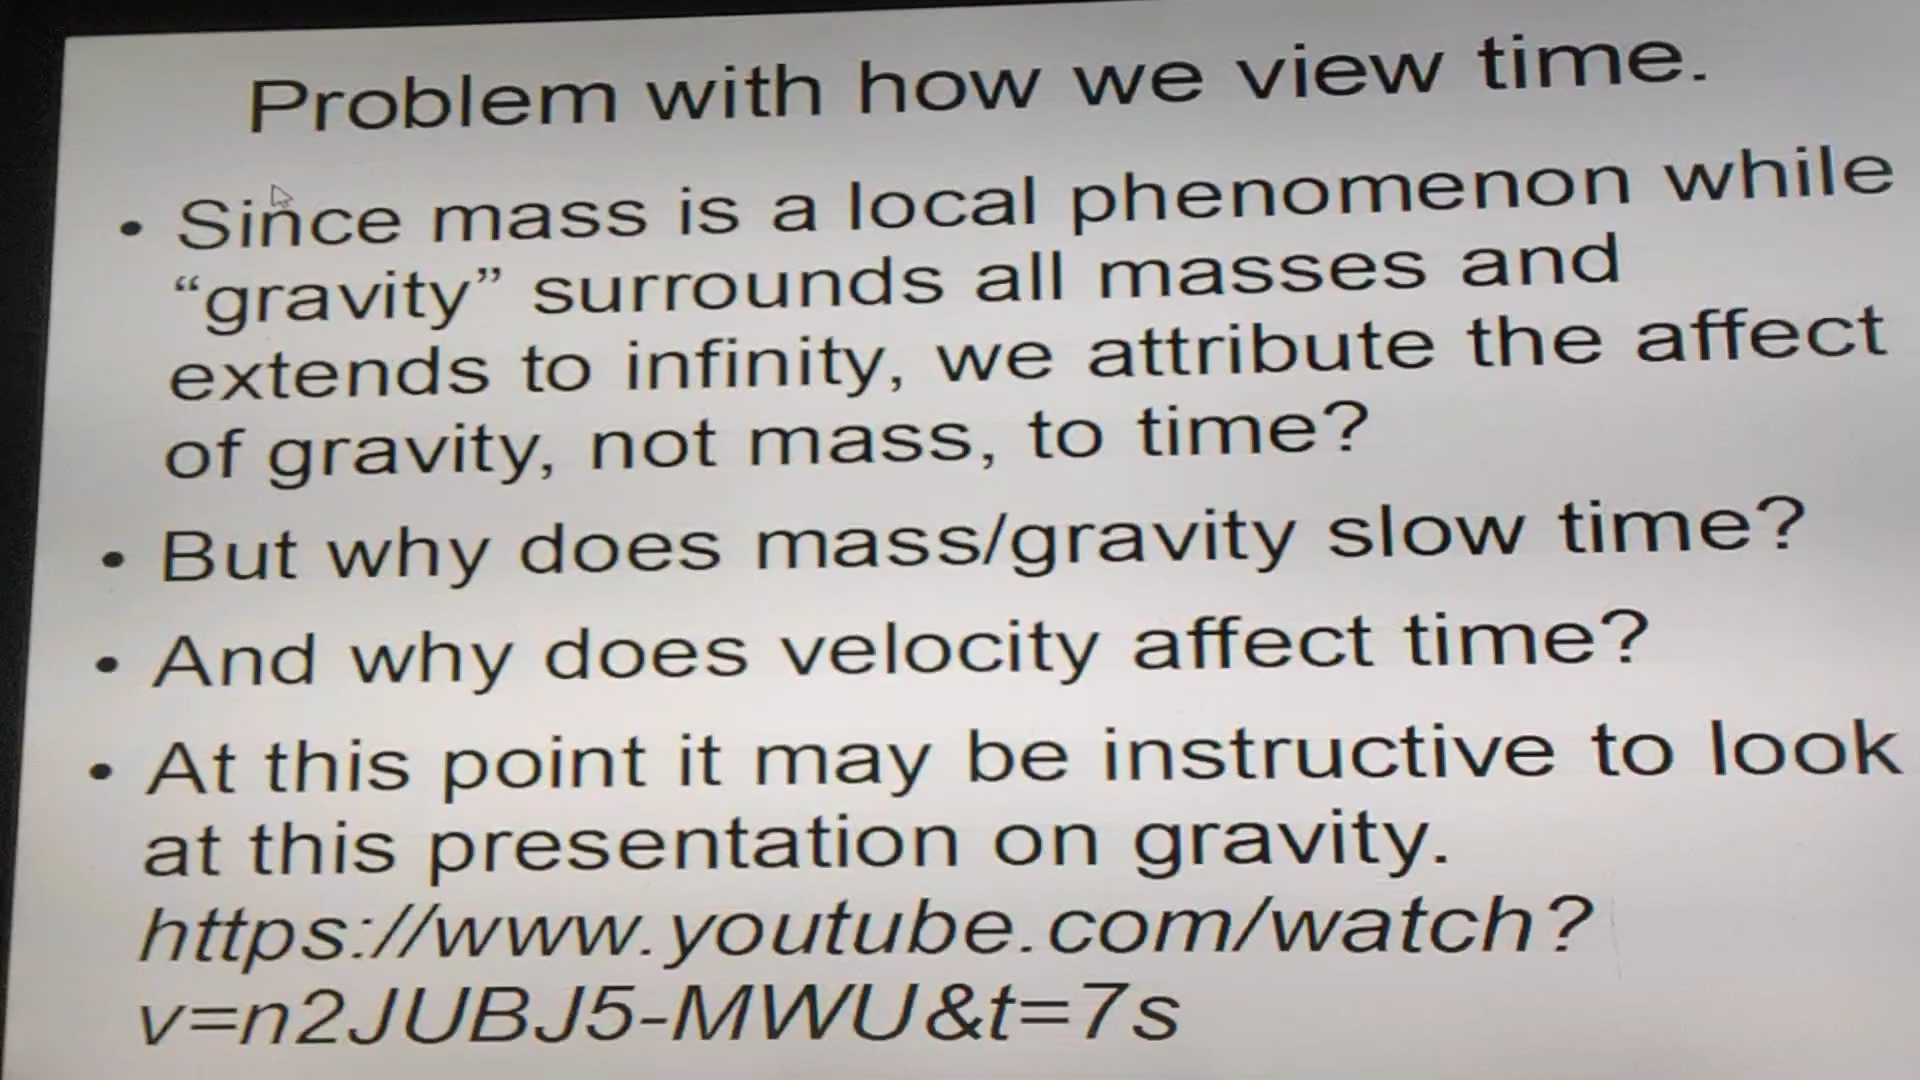 Problem with how we view time.
• Since mass is a local phenomenon while
“gravity” surrounds all masses and
extends to infinity, we attribute the affect
of gravity, not mass, to time?
• But why does mass/gravity slow time?
• And why does velocity affect time?
• At this point it may be instructive to look
at this presentation on gravity.
https://www.youtube.com/watch?
v=n2JUBJ5-MWU&t=7s